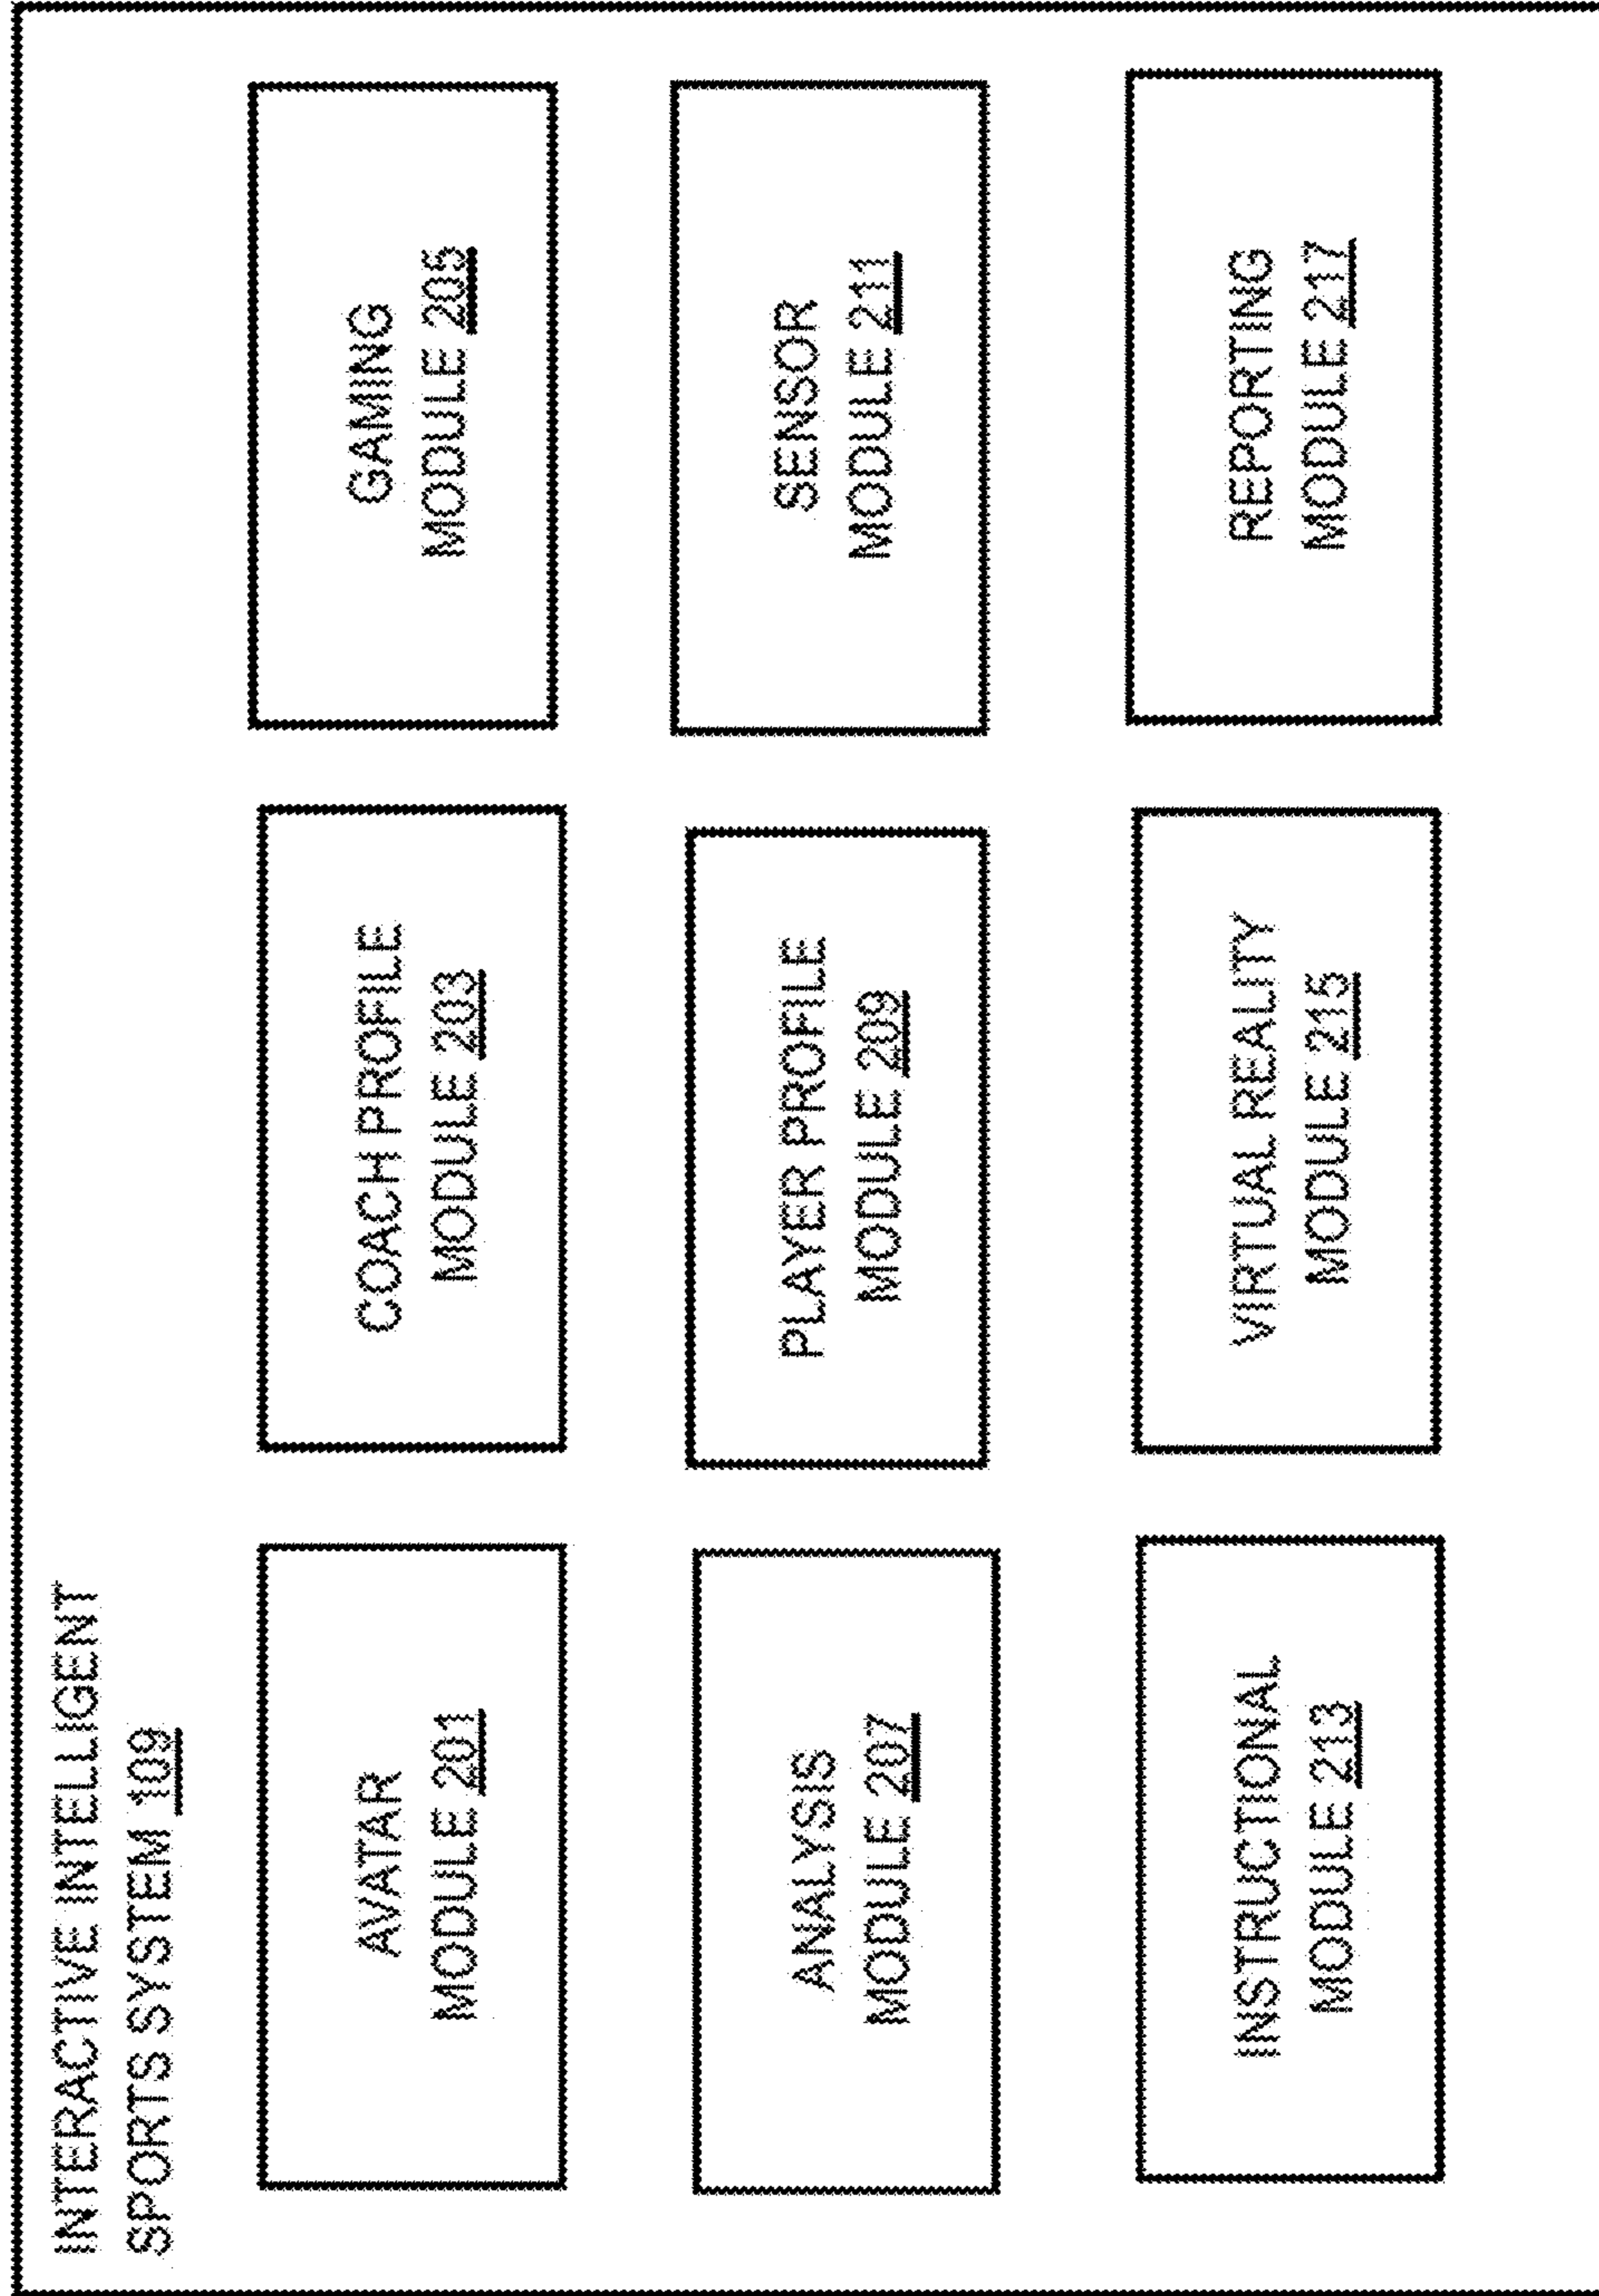 INTERACTIVE INTELLIGENT
SPORTS SYSTEM 109
AVATAR
MODULE 201
COACH PROFILE
MODULE 203
GAMING
MODULE 205
ANALYSIS
MODULE 207
PLAYER PROFILE
MODULE 209
SENSOR
MODULE 211
INSTRUCTIONAL
MODULE 213
VIRTUAL REALITY
MODULE 215
REPORTING
MODULE 217